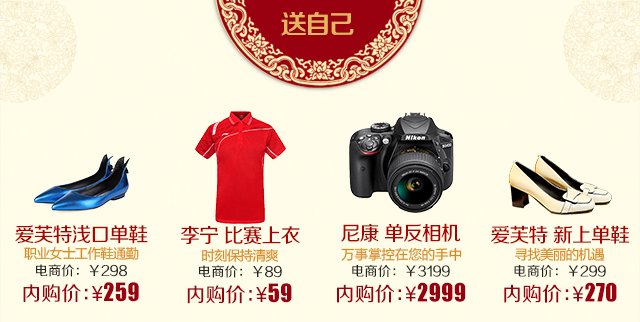 送自己
Nikon
爱芙特浅口单鞋
职业女士工作鞋通勤
电商价：￥298
内购价：¥259
李宁 比赛上衣
时刻保持清爽
电商价：￥89
内购价：¥59
尼康 单反相机
万事掌控在您的手中
电商价：￥3199
内购价：¥2999
爱芙特 新上单鞋
寻找美丽的机遇
电商价：￥299
内购价：¥270